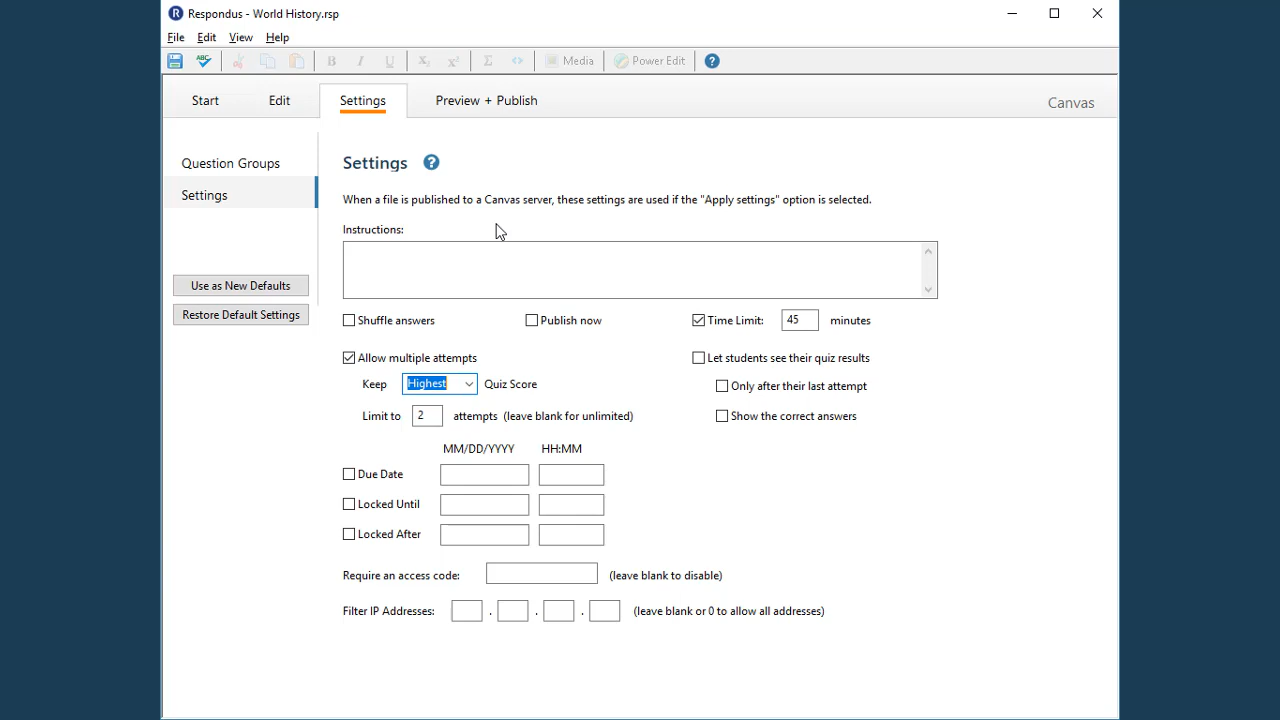 R Respondus - World History.rsp
File Edit View Help
ABC B I U X₂ x² Σ <> Media Power Edit ?
Start Edit Settings Preview + Publish Canvas
Question Groups
Settings
Use as New Defaults
Restore Default Settings
Settings ?
When a file is published to a Canvas server, these settings are used if the "Apply settings" option is selected.
Instructions:
Shuffle answers Publish now Time Limit: 45 minutes
Allow multiple attempts Let students see their quiz results
Keep Highest Quiz Score Only after their last attempt
Limit to 2 attempts (leave blank for unlimited) Show the correct answers
MM/DD/YYYY HH:MM
Due Date
Locked Until
Locked After
Require an access code: (leave blank to disable)
Filter IP Addresses: . . . (leave blank or 0 to allow all addresses)